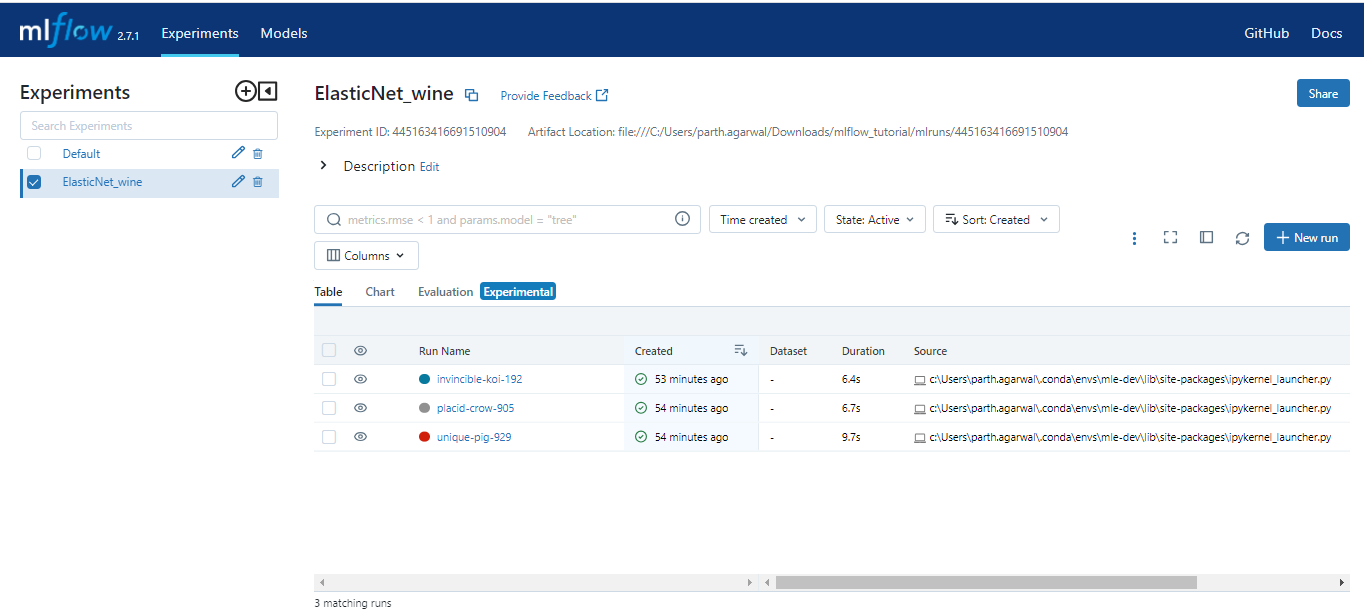 mlflow 2.7.1 Experiments Models GitHub Docs
Experiments
Search Experiments
Default
ElasticNet_wine
ElasticNet_wine Provide Feedback Share
Experiment ID: 445163416691510904 Artifact Location: file:///C:/Users/parth.agarwal/Downloads/mlflow_tutorial/mlruns/445163416691510904
Description Edit
metrics.rmse < 1 and params.model = "tree" Time created State: Active Sort: Created
New run
Columns
Table Chart Evaluation Experimental
Run Name Created Dataset Duration Source
invincible-koi-192 53 minutes ago - 6.4s c:\Users\parth.agarwal\.conda\envs\mle-dev\lib\site-packages\ipykernel_launcher.py
placid-crow-905 54 minutes ago - 6.7s c:\Users\parth.agarwal\.conda\envs\mle-dev\lib\site-packages\ipykernel_launcher.py
unique-pig-929 54 minutes ago - 9.7s c:\Users\parth.agarwal\.conda\envs\mle-dev\lib\site-packages\ipykernel_launcher.py
3 matching runs